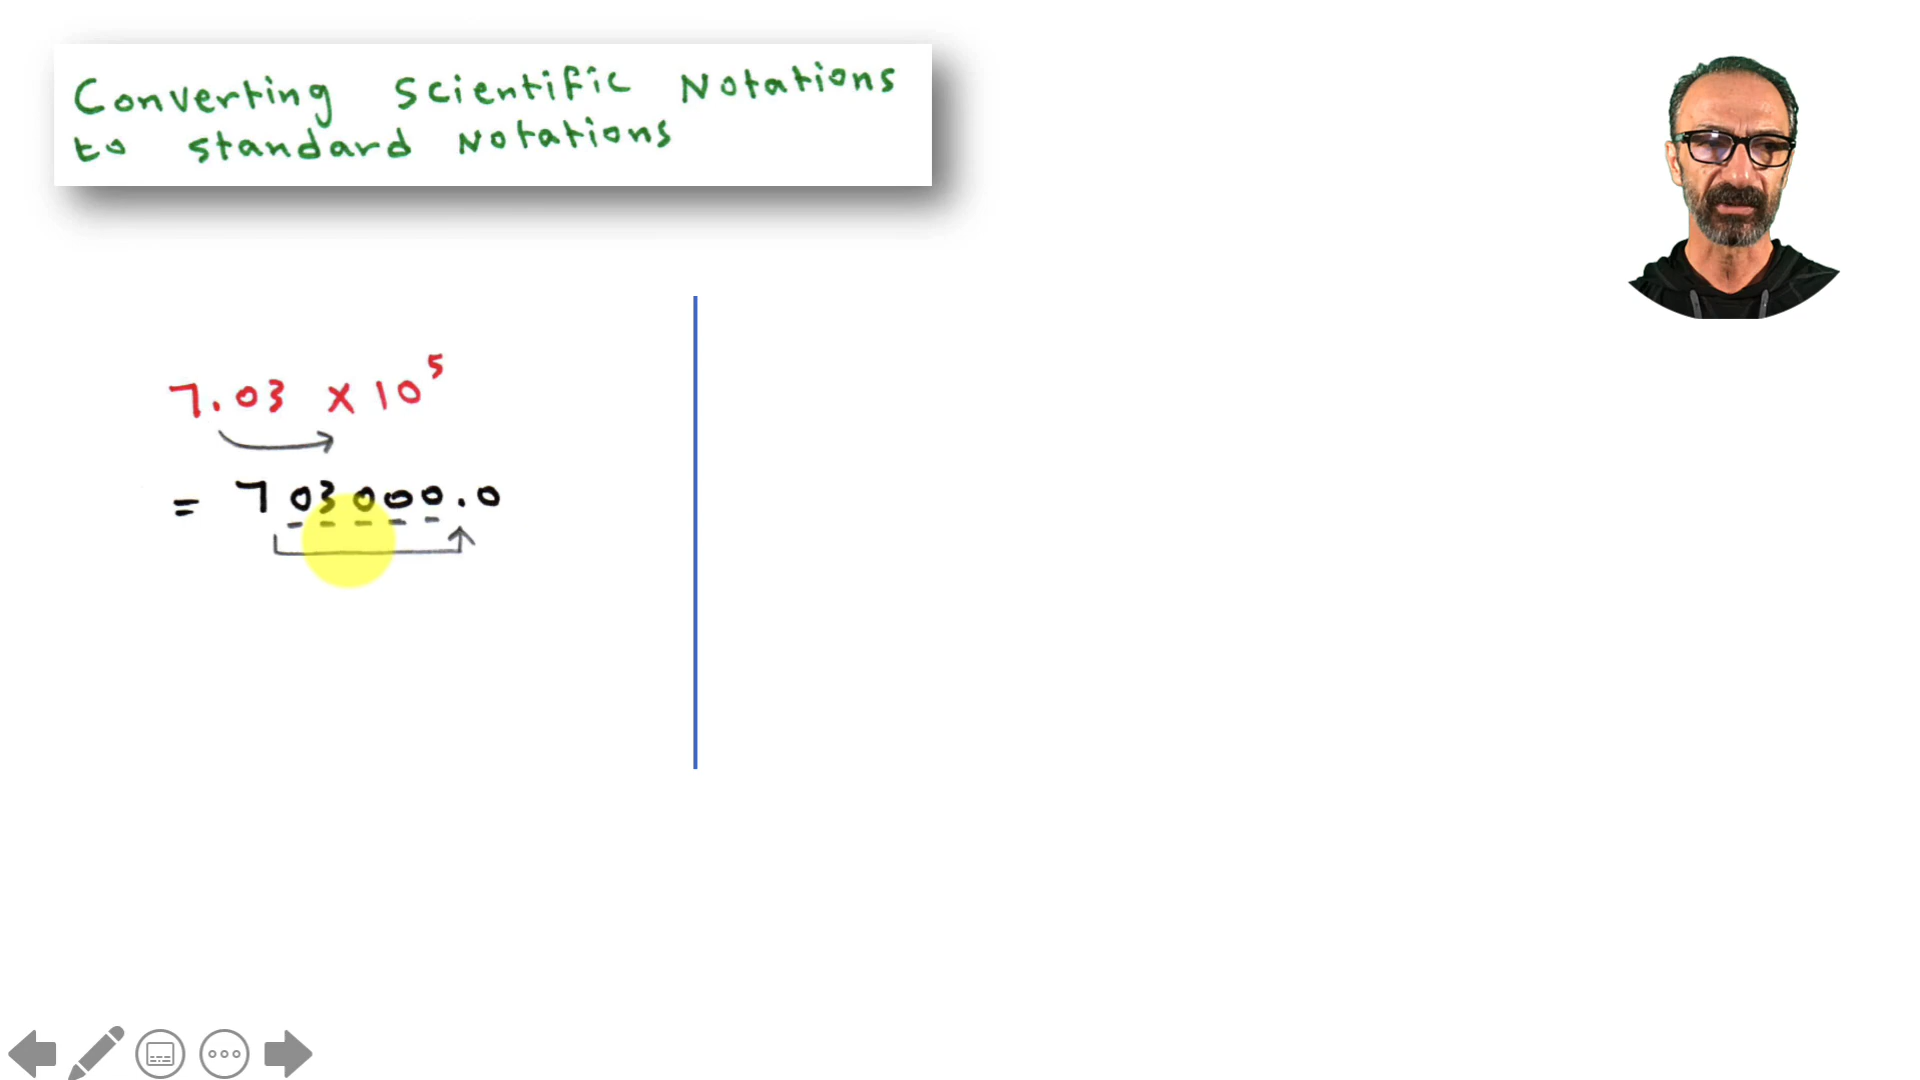 Converting Scientific Notations
to standard Notations
7.03 x 10⁵
= 703000.0